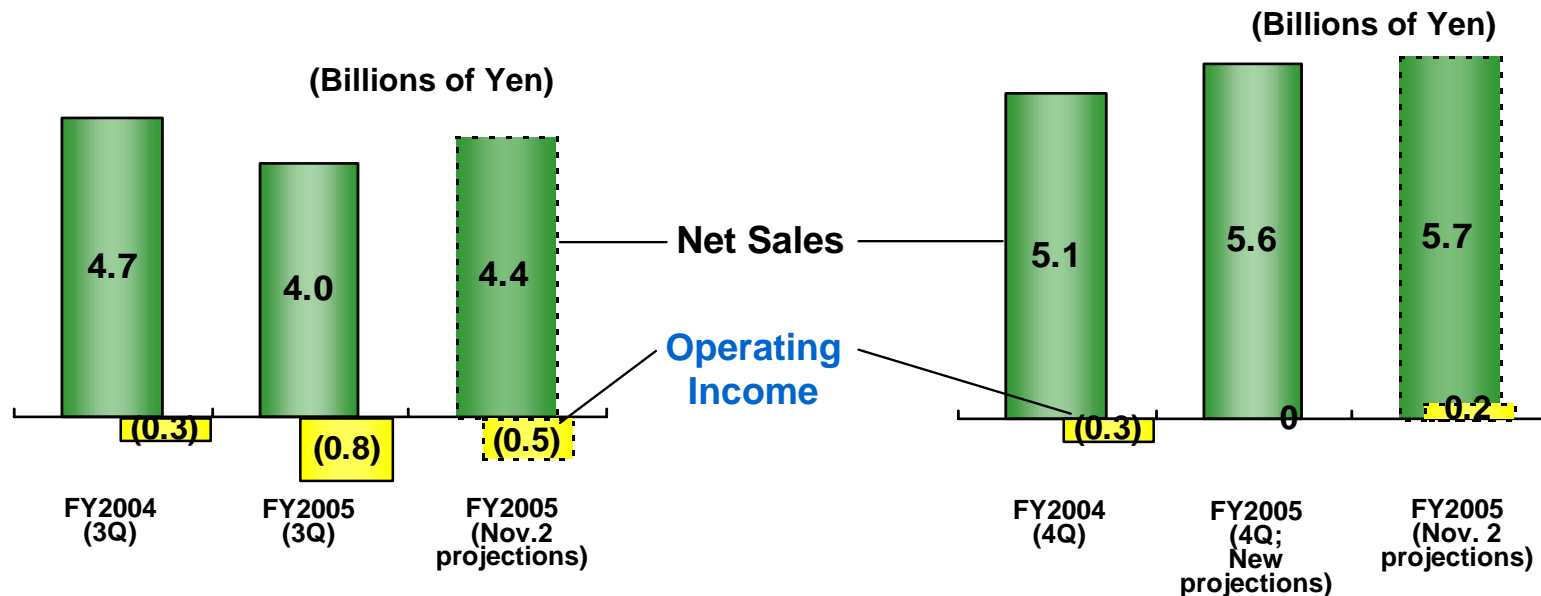 (Billions of Yen)
4.7
4.0
4.4
(0.3)
(0.8)
(0.5)
FY2004
(3Q)
FY2005
(3Q)
FY2005
(Nov.2
projections)
Net Sales
Operating
Income
(Billions of Yen)
5.1
5.6
5.7
(0.3)
0
0.2
FY2004
(4Q)
FY2005
(4Q;
New
projections)
FY2005
(Nov. 2
projections)